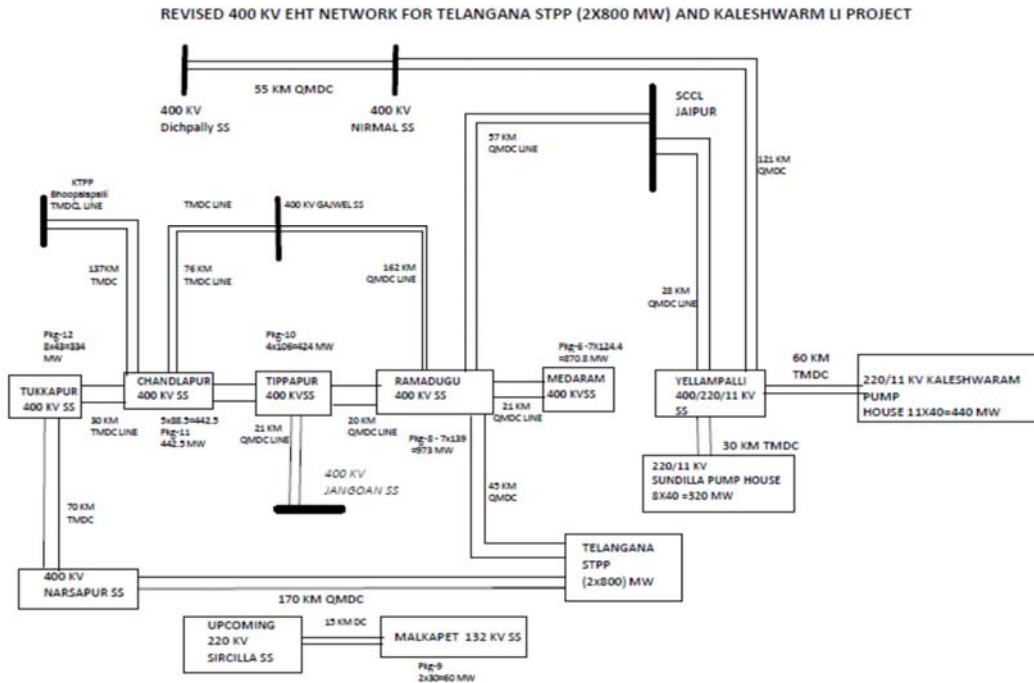 REVISED 400 KV EHT NETWORK FOR TELANGANA STPP (2X800 MW) AND KALESHWARM LI PROJECT
55 KM QMDC
400 KV
Dichpally SS
400 KV
NIRMAL SS
SCCL
JAIPUR
57 KM
QMDC LINE
121 KM
QMDC
KTPP
Bhoopalapalli
TMDCL LINE
TMDC LINE
400 KV GAJWEL SS
137KM
TMDC
76 KM
TMDC LINE
162 KM
QMDC LINE
28 KM
QMDC LINE
Pkg-12
8x43=334
MW
Pkg-10
4x106=424 MW
Pkg-6 -7X124.4
=870.8 MW
TUKKAPUR
400 KV SS
CHANDLAPUR
400 KV SS
TIPPAPUR
400 KVSS
RAMADUGU
400 KV SS
MEDARAM
400 KVSS
YELLAMPALLI
400/220/11 KV
SS
60 KM
TMDC
220/11 KV KALESHWARAM
PUMP
HOUSE 11X40=440 MW
30 KM
TMDC LINE
5x88.5=442.5
Pkg-11
442.5 MW
21 KM
QMDC LINE
20 KM
QMDC LINE
Pkg-8 - 7x139
=973 MW
21 KM
QMDC LINE
30 KM TMDC
220/11 KV
SUNDILLA PUMP HOUSE
8X40 =320 MW
400 KV
JANGOAN SS
45 KM
QMDC
70 KM
TMDC
400 KV
NARSAPUR SS
TELANGANA
STPP
(2x800) MW
170 KM QMDC
UPCOMING
220 KV
SIRCILLA SS
15 KM DC
MALKAPET 132 KV SS
Pkg-9
2x30=60 MW